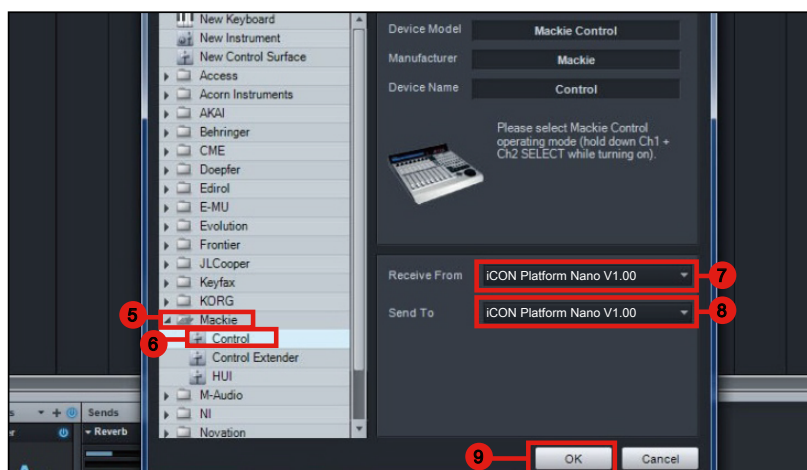 New Keyboard
New Instrument
New Control Surface
Access
Acorn Instruments
AKAI
Behringer
CME
Doepfer
Edirol
E-MU
Evolution
Frontier
JLCooper
Keyfax
KORG
5
Mackie
6
Control
Control Extender
HUI
M-Audio
NI
Novation
Device Model
Mackie Control
Manufacturer
Mackie
Device Name
Control
Please select Mackie Control
operating mode (hold down Ch1 +
Ch2 SELECT while turning on).
Receive From
iCON Platform Nano V1.00
7
Send To
iCON Platform Nano V1.00
8
9
OK
Cancel
Sends
Reverb